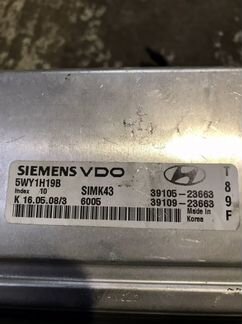 SIEMENS VDO
5WY1H19B
Index 10 SIMK43 39105-23663
K 16.05.08/3 6005 39109-23663
Made in
Korea
T
8
9
F